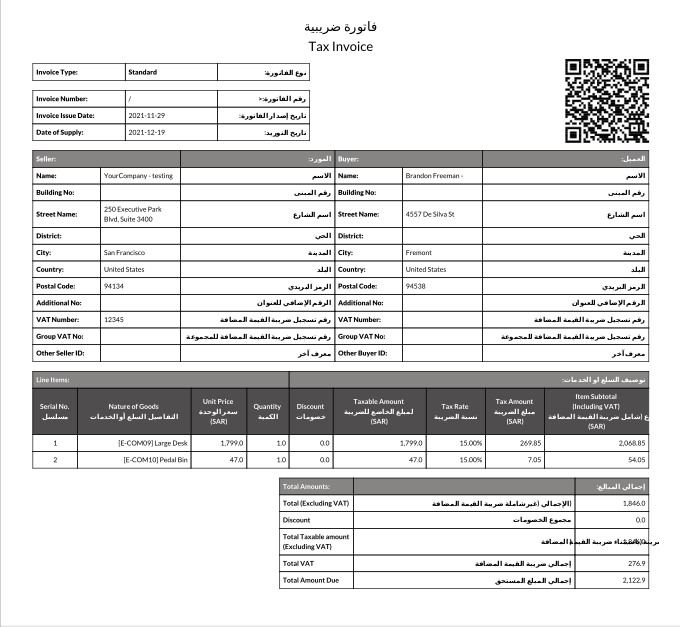 فاتورة ضريبية
Tax Invoice
Invoice Type: Standard نوع الفاتورة:
Invoice Number: / رقم الفاتورة:<
Invoice Issue Date: 2021-11-29 تاريخ إصدار الفاتورة:
Date of Supply: 2021-12-19 تاريخ التوريد:
Seller: المورد: Buyer: العميل:
Name: YourCompany - testing الاسم Name: Brandon Freeman - الاسم
Building No: رقم المبنى Building No: رقم المبنى
Street Name: 250 Executive Park Blvd, Suite 3400 اسم الشارع Street Name: 4557 De Silva St اسم الشارع
District: الحي District: الحي
City: San Francisco المدينة City: Fremont المدينة
Country: United States البلد Country: United States البلد
Postal Code: 94134 الرمز البريدي Postal Code: 94538 الرمز البريدي
Additional No: الرقم الإضافي للعنوان Additional No: الرقم الإضافي للعنوان
VAT Number: 12345 رقم تسجيل ضريبة القيمة المضافة VAT Number: رقم تسجيل ضريبة القيمة المضافة
Group VAT No: رقم تسجيل ضريبة القيمة المضافة للمجموعة Group VAT No: رقم تسجيل ضريبة القيمة المضافة للمجموعة
Other Seller ID: معرف آخر Other Buyer ID: معرف آخر
Line Items: توصيف السلع او الخدمات:
Serial No. مسلسل
Nature of Goods التفاصيل السلع أو الخدمات
Unit Price سعر الوحدة (SAR)
Quantity الكمية
Discount خصومات
Taxable Amount لمبلغ الخاضع للضريبة (SAR)
Tax Rate نسبة الضريبة
Tax Amount مبلغ الضريبة (SAR)
Item Subtotal (Including VAT) ع (شامل ضريبة القيمة المضافة (SAR)
1 [E-COM09] Large Desk 1,799.0 1.0 0.0 1,799.0 15.00% 269.85 2,068.85
2 [E-COM10] Pedal Bin 47.0 1.0 0.0 47.0 15.00% 7.05 54.05
Total Amounts: إجمالي المبالغ:
Total (Excluding VAT) (الإجمالي (غير شاملة ضريبة القيمة المضافة 1,846.0
Discount مجموع الخصومات 0.0
Total Taxable amount (Excluding VAT) ضريبة القيمة المضافة
Total VAT إجمالي ضريبة القيمة المضافة 276.9
Total Amount Due إجمالي المبلغ المستحق 2,122.9